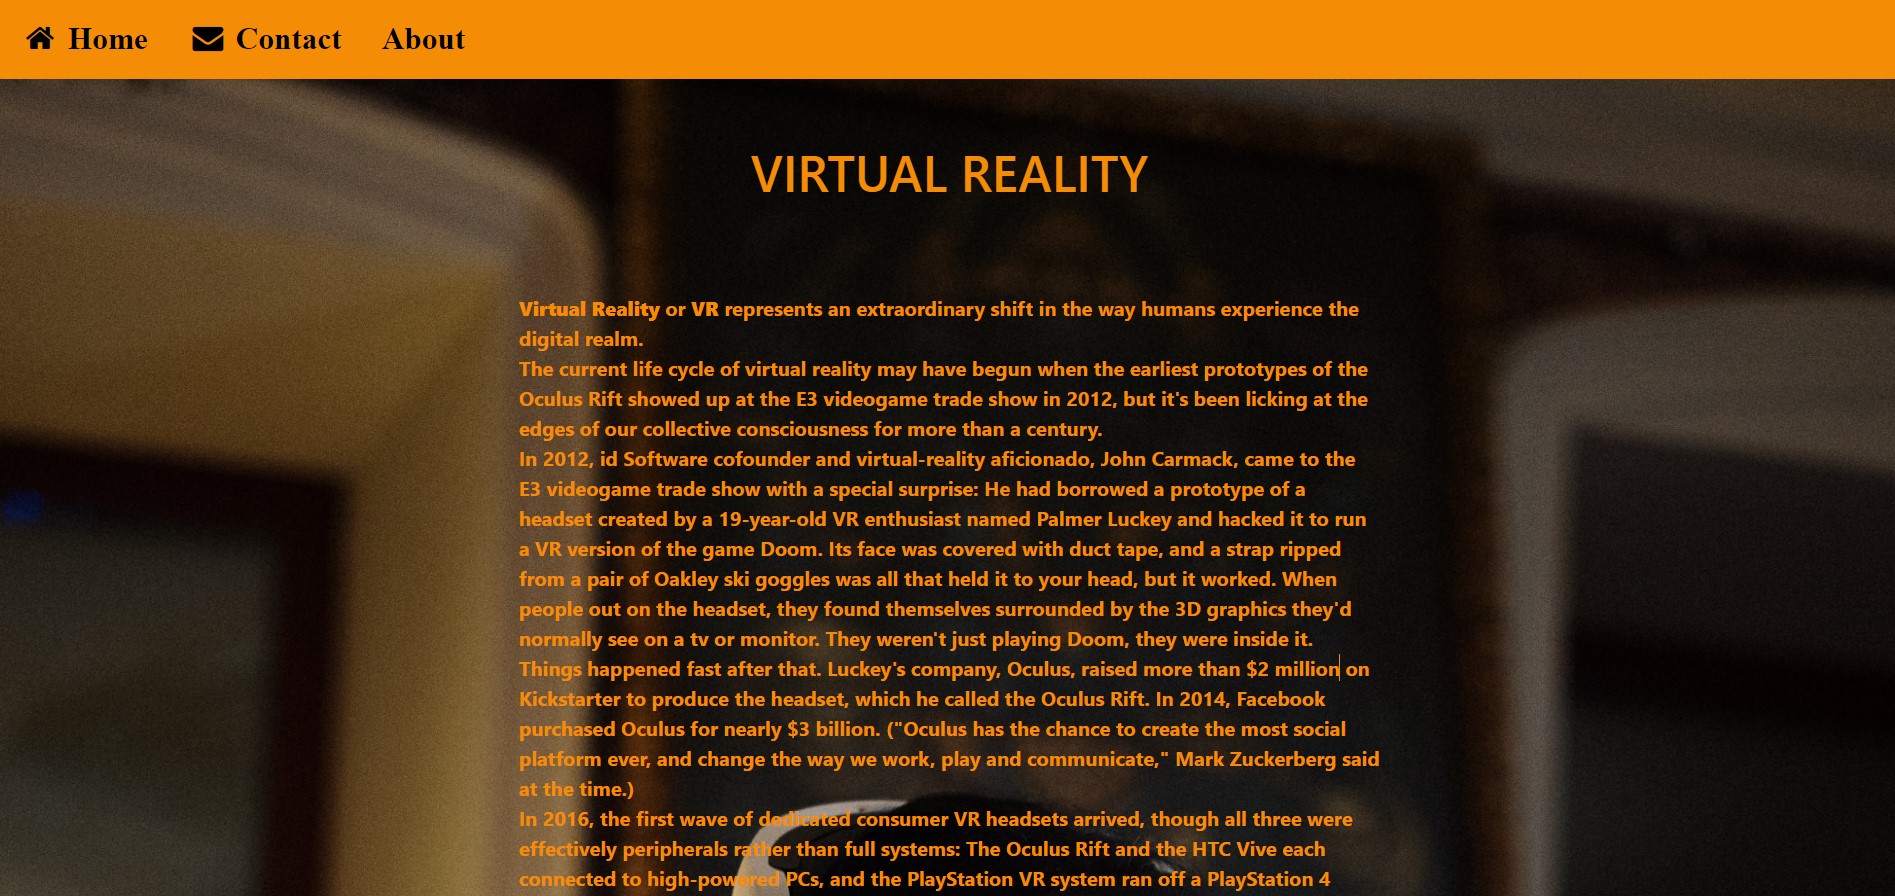 Home Contact About
VIRTUAL REALITY
Virtual Reality or VR represents an extraordinary shift in the way humans experience the
digital realm.
The current life cycle of virtual reality may have begun when the earliest prototypes of the
Oculus Rift showed up at the E3 videogame trade show in 2012, but it's been licking at the
edges of our collective consciousness for more than a century.
In 2012, id Software cofounder and virtual-reality aficionado, John Carmack, came to the
E3 videogame trade show with a special surprise: He had borrowed a prototype of a
headset created by a 19-year-old VR enthusiast named Palmer Luckey and hacked it to run
a VR version of the game Doom. Its face was covered with duct tape, and a strap ripped
from a pair of Oakley ski goggles was all that held it to your head, but it worked. When
people out on the headset, they found themselves surrounded by the 3D graphics they'd
normally see on a tv or monitor. They weren't just playing Doom, they were inside it.
Things happened fast after that. Luckey's company, Oculus, raised more than $2 million on
Kickstarter to produce the headset, which he called the Oculus Rift. In 2014, Facebook
purchased Oculus for nearly $3 billion. ("Oculus has the chance to create the most social
platform ever, and change the way we work, play and communicate," Mark Zuckerberg said
at the time.)
In 2016, the first wave of dedicated consumer VR headsets arrived, though all three were
effectively peripherals rather than full systems: The Oculus Rift and the HTC Vive each
connected to high-powered PCs, and the PlayStation VR system ran off a PlayStation 4